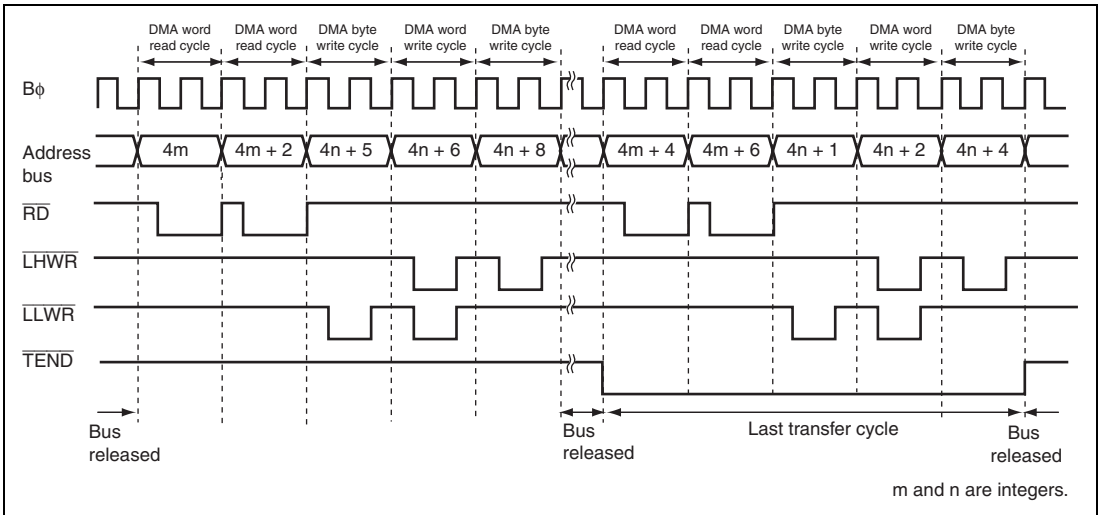 DMA word read cycle
DMA word read cycle
DMA byte write cycle
DMA word write cycle
DMA byte write cycle
DMA word read cycle
DMA word read cycle
DMA byte write cycle
DMA word write cycle
DMA byte write cycle
Bϕ
Address bus
4m
4m + 2
4n + 5
4n + 6
4n + 8
4m + 4
4m + 6
4n + 1
4n + 2
4n + 4
RD
LHWR
LLWR
TEND
Bus released
Bus released
Last transfer cycle
Bus released
m and n are integers.